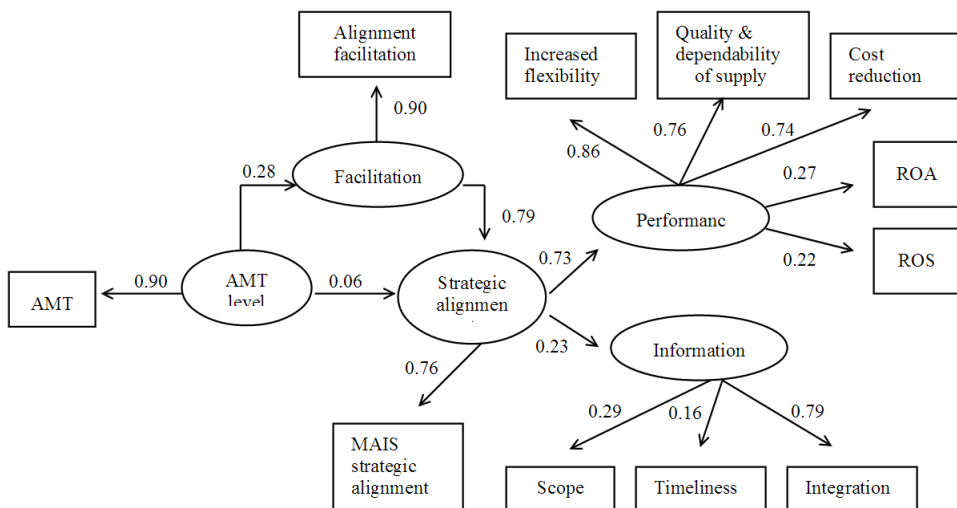 Alignment
facilitation
Increased
flexibility
Quality &
dependability
of supply
Cost
reduction
0.90
0.86
0.76
0.74
0.28
Facilitation
0.27
ROA
0.79
Performanc
0.73
0.22
ROS
AMT
0.90
AMT
level
0.06
Strategic
alignmen
0.23
Information
0.76
0.29
0.16
0.79
MAIS
strategic
alignment
Scope
Timeliness
Integration